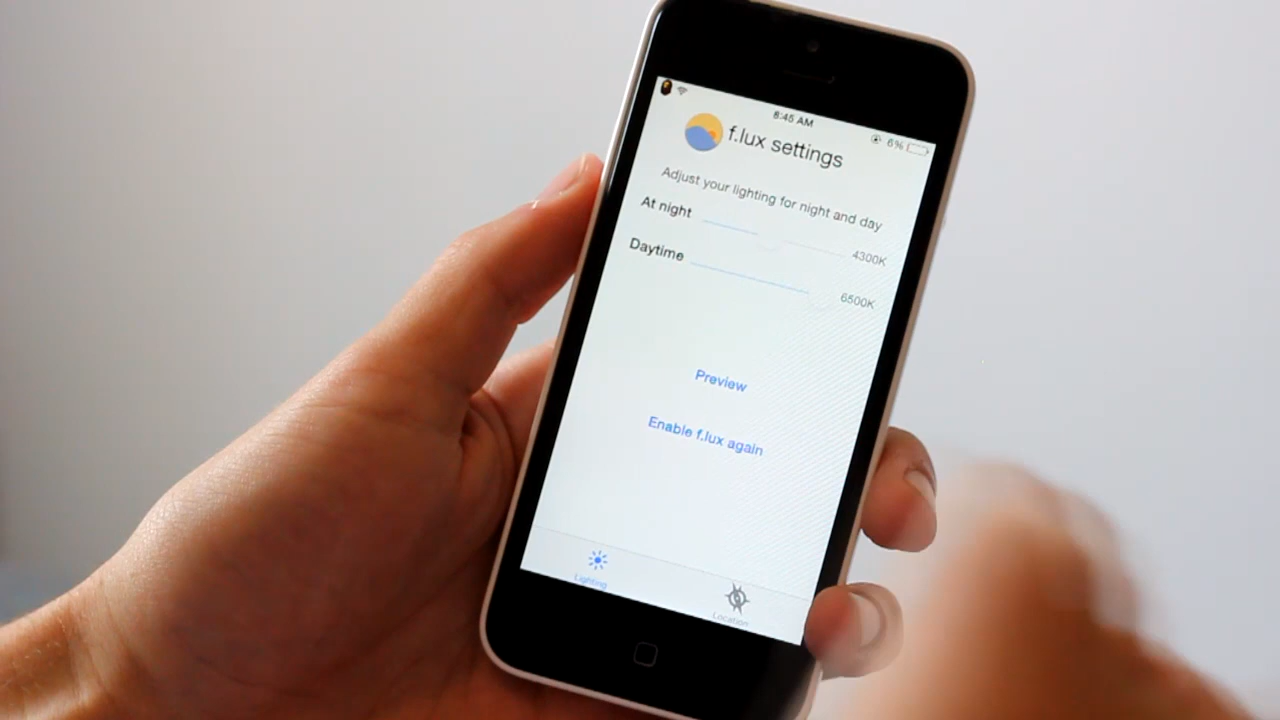 8:45 AM
6%
f.lux settings
Adjust your lighting for night and day
At night
4300K
Daytime
6500K
Preview
Enable f.lux again
Lighting
Location